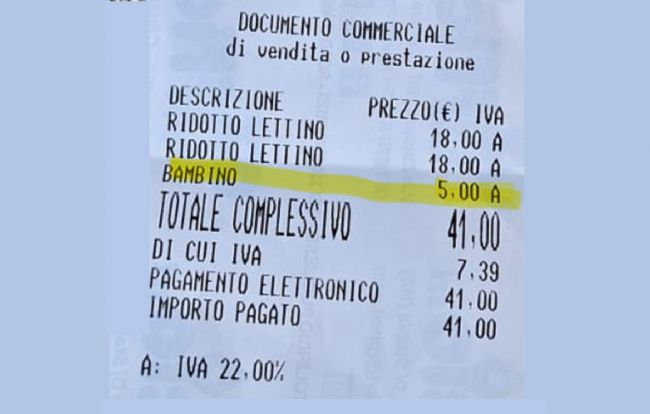 DOCUMENTO COMMERCIALE
di vendita o prestazione
DESCRIZIONE PREZZO(€) IVA
RIDOTTO LETTINO 18,00 A
RIDOTTO LETTINO 18,00 A
BAMBINO 5,00 A
TOTALE COMPLESSIVO 41,00
DI CUI IVA 7,39
PAGAMENTO ELETTRONICO 41,00
IMPORTO PAGATO 41,00
A: IVA 22,00%